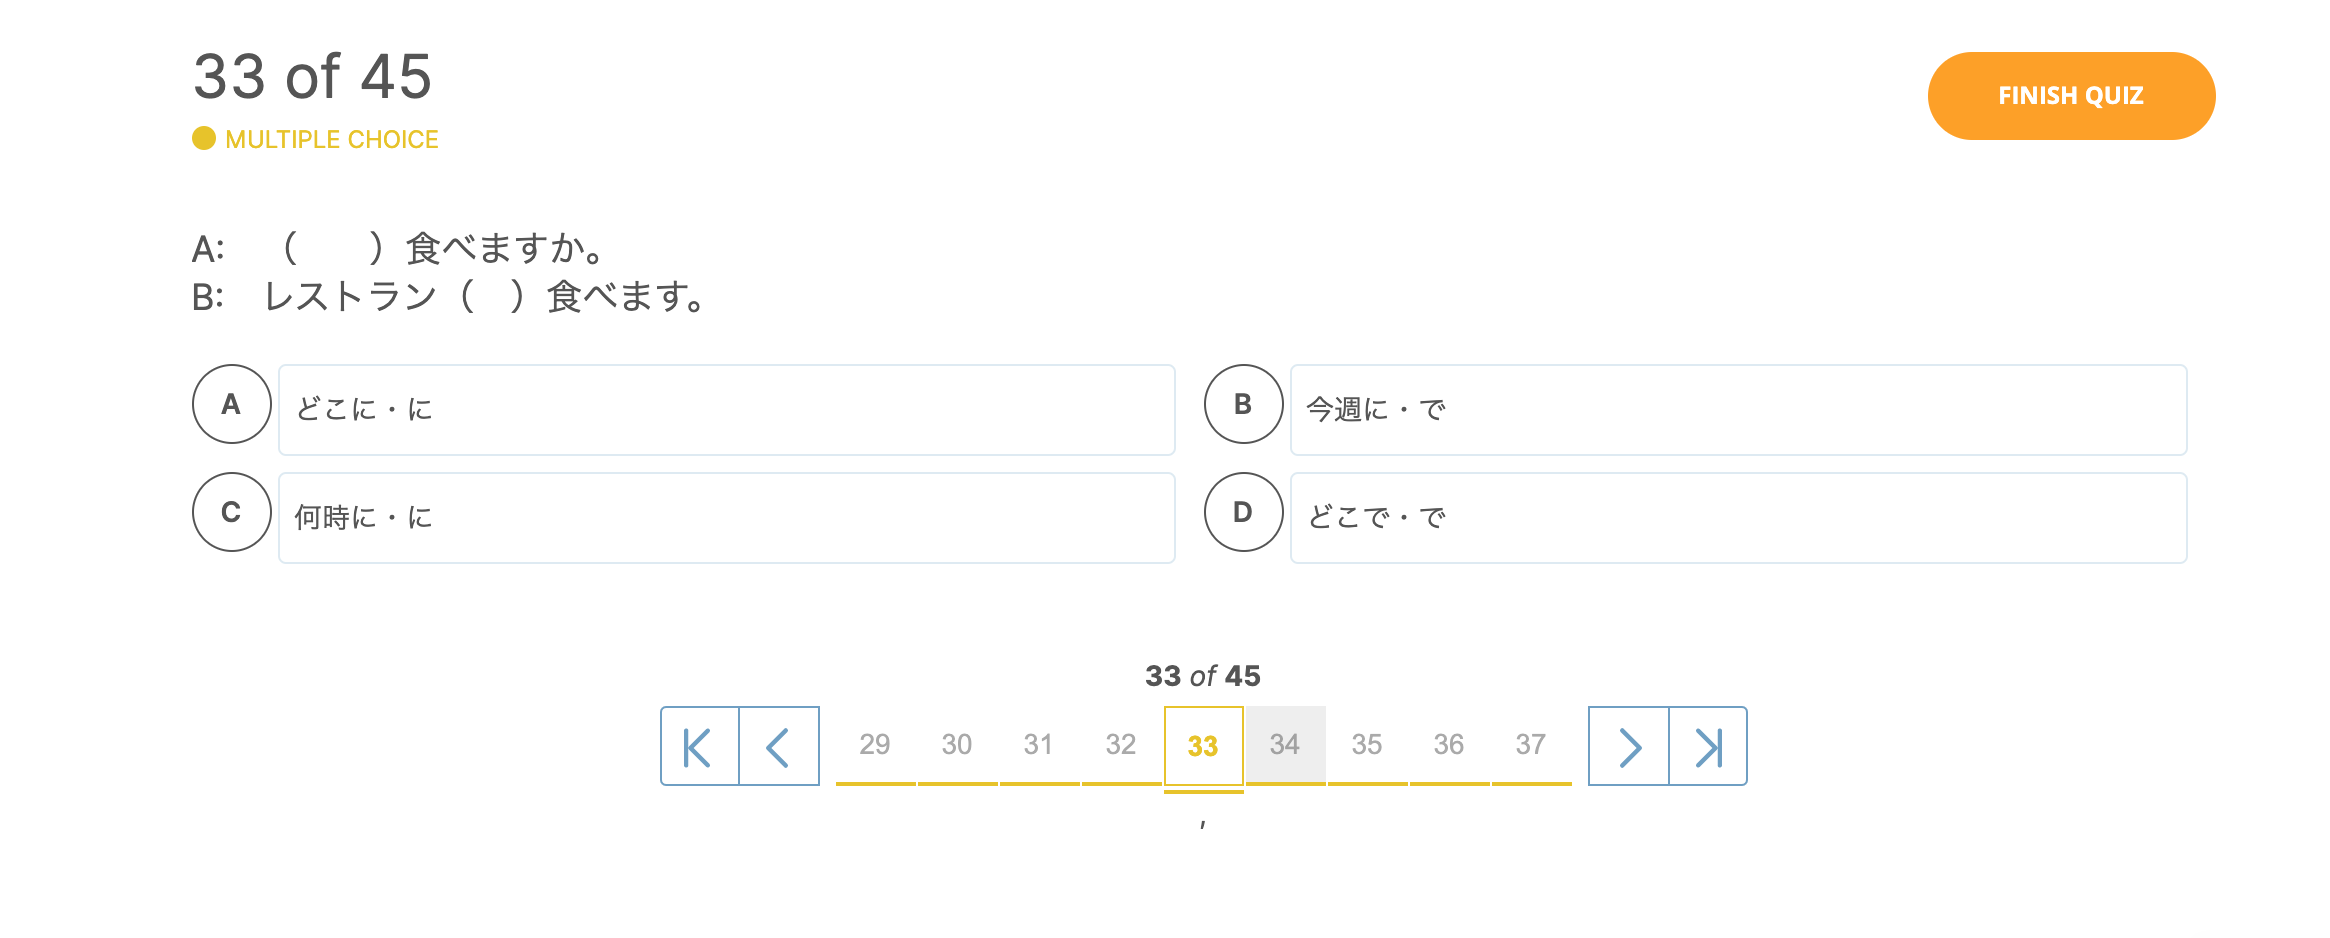 33 of 45
FINISH QUIZ
MULTIPLE CHOICE
A:　（　　）食べますか。
B:　レストラン（　）食べます。
A どこに・に
B 今週に・で
C 何時に・に
D どこで・で
33 of 45
29 30 31 32 33 34 35 36 37
,